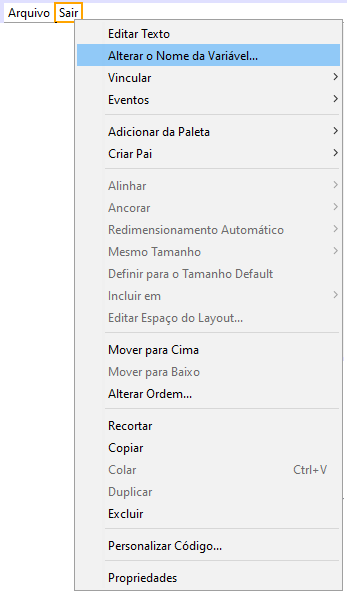 Arquivo Sair
Editar Texto
Alterar o Nome da Variável...
Vincular
Eventos
Adicionar da Paleta
Criar Pai
Alinhar
Ancorar
Redimensionamento Automático
Mesmo Tamanho
Definir para o Tamanho Default
Incluir em
Editar Espaço do Layout...
Mover para Cima
Mover para Baixo
Alterar Ordem...
Recortar
Copiar
Colar Ctrl+V
Duplicar
Excluir
Personalizar Código...
Propriedades